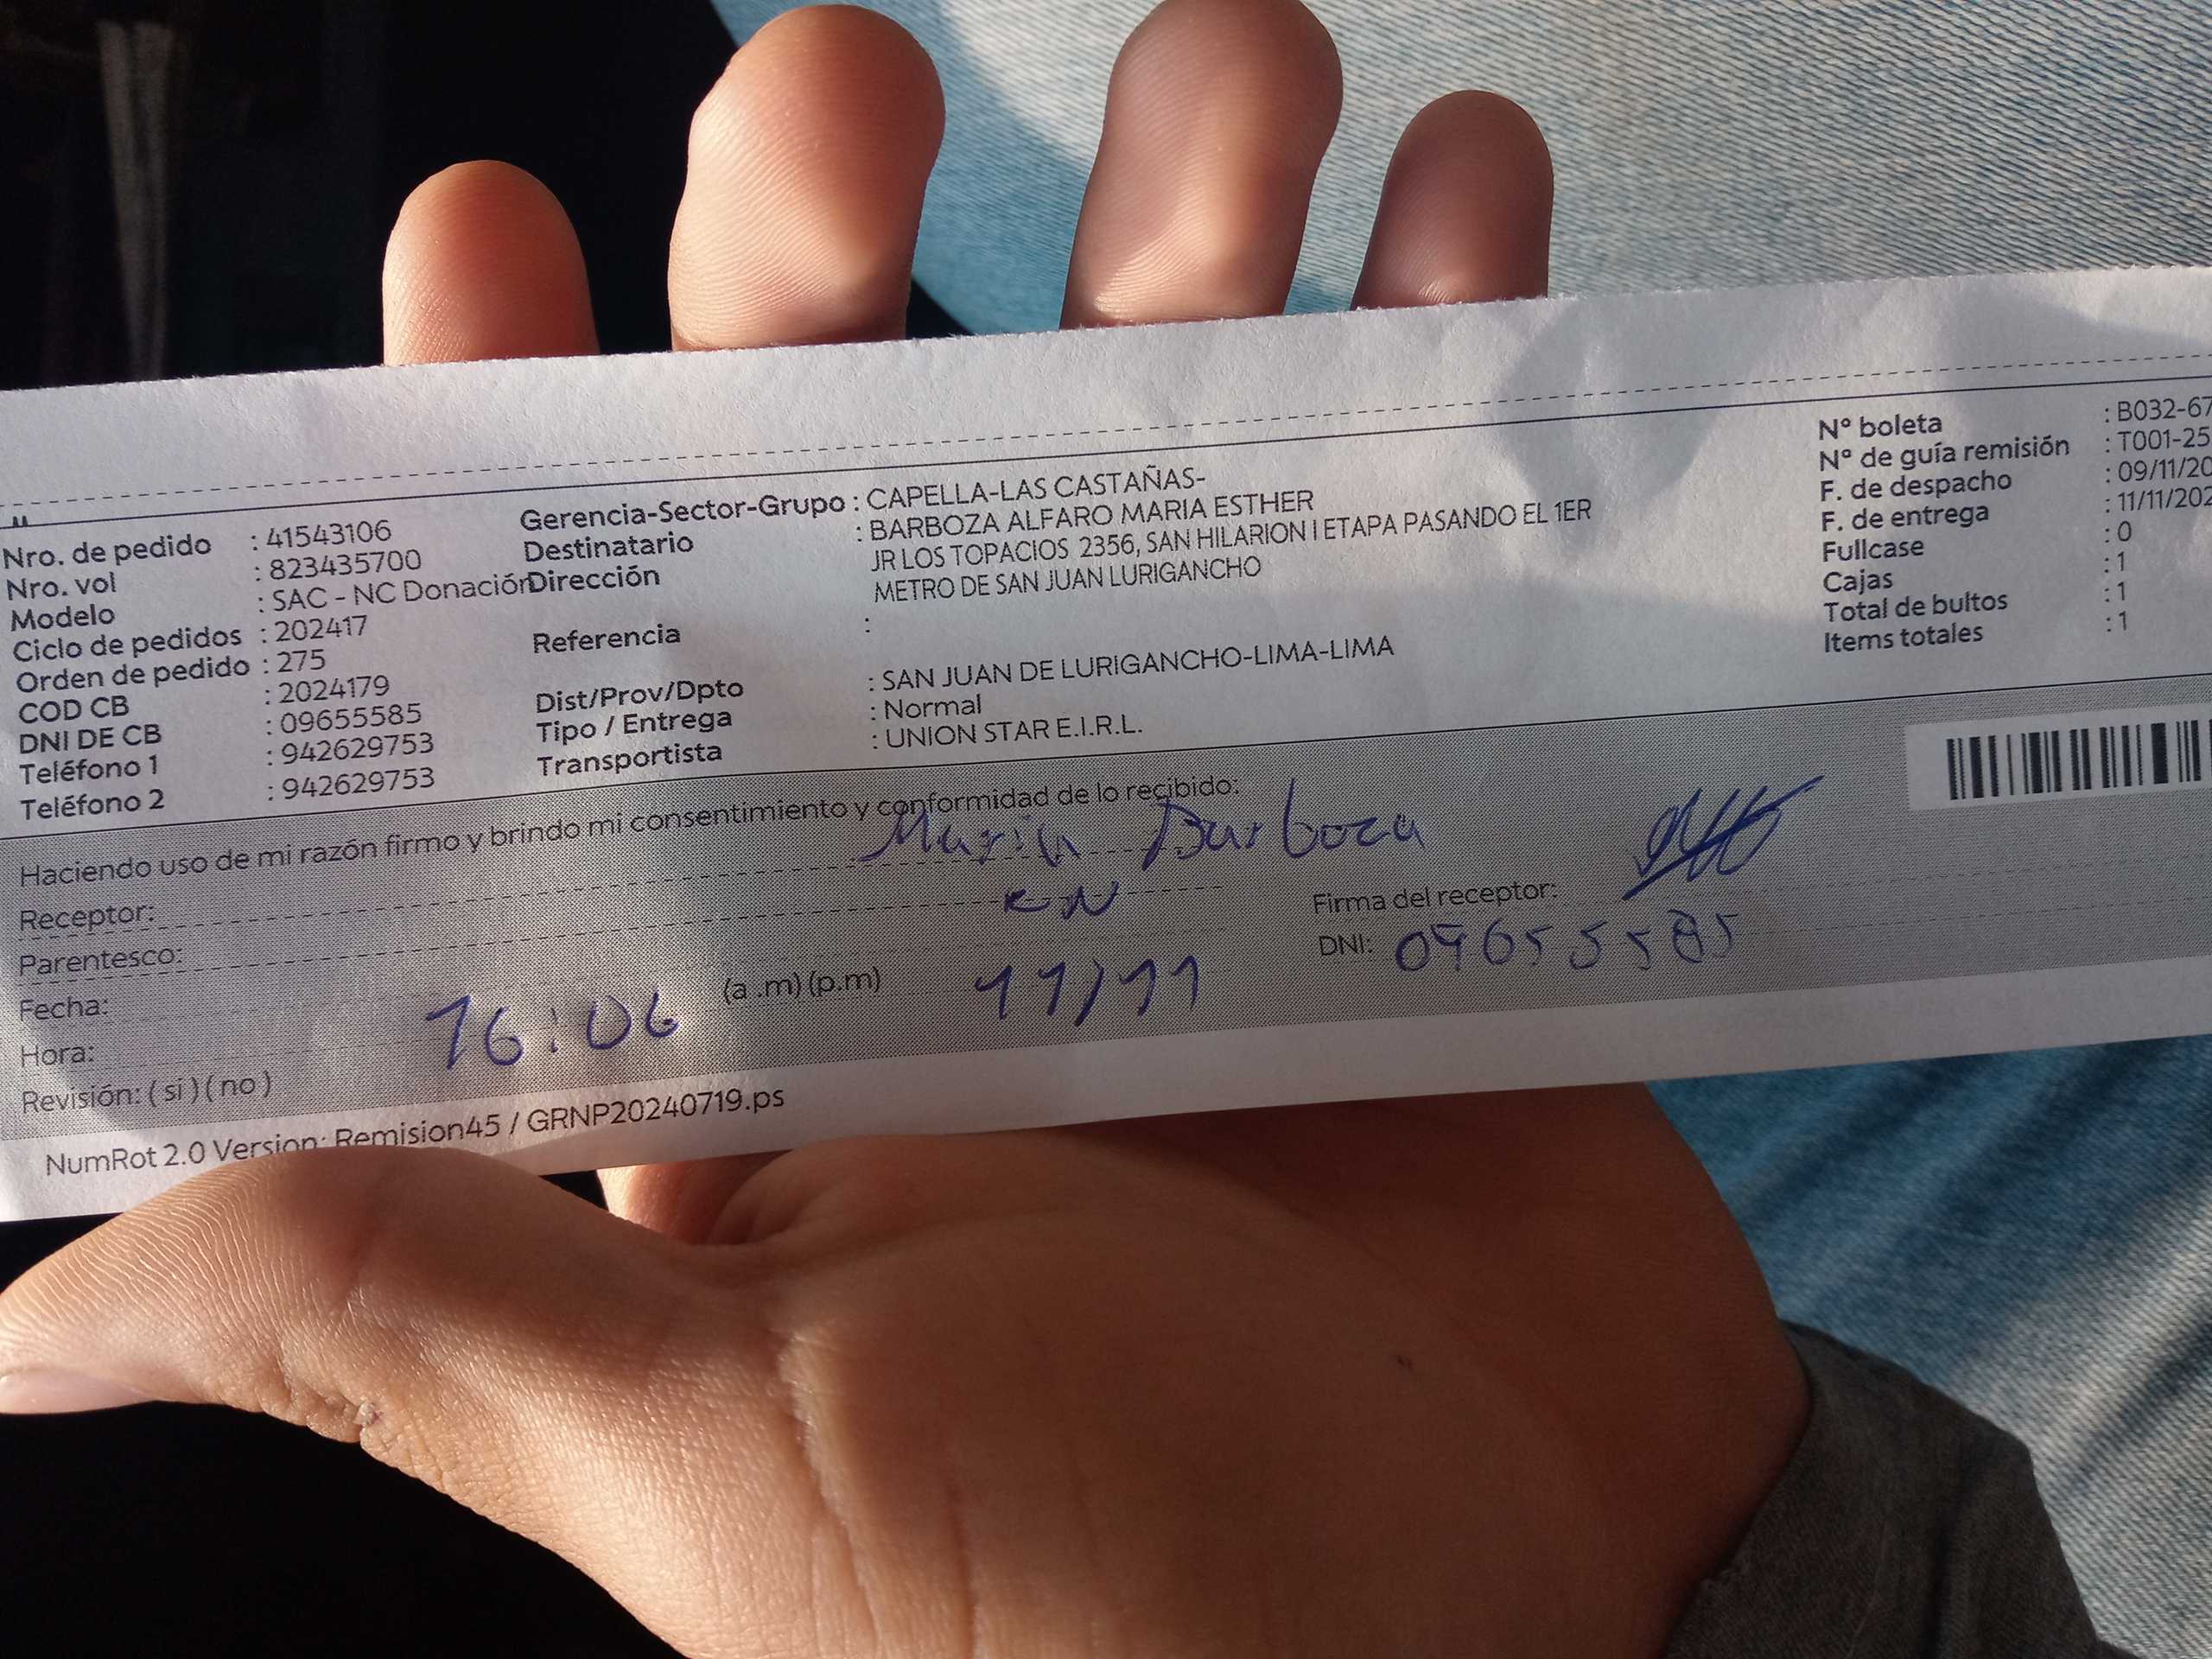 Nro. de pedido : 41543106
Nro. vol : 823435700
Modelo : SAC - NC Donación
Ciclo de pedidos : 202417
Orden de pedido : 275
COD CB : 2024179
DNI DE CB : 09655585
Teléfono 1 : 942629753
Teléfono 2 : 942629753
Gerencia-Sector-Grupo : CAPELLA-LAS CASTAÑAS-
Destinatario : BARBOZA ALFARO MARIA ESTHER
Dirección JR LOS TOPACIOS 2356, SAN HILARION I ETAPA PASANDO EL 1ER
METRO DE SAN JUAN LURIGANCHO
Referencia :
Dist/Prov/Dpto : SAN JUAN DE LURIGANCHO-LIMA-LIMA
Tipo / Entrega : Normal
Transportista : UNION STAR E.I.R.L.
Nº boleta : B032-67
Nº de guía remisión : T001-25
F. de despacho : 09/11/20
F. de entrega : 11/11/202
Fullcase : 0
Cajas : 1
Total de bultos : 1
Items totales : 1
Haciendo uso de mi razón firmo y brindo mi consentimiento y conformidad de lo recibido:
Receptor: Maria Barboza
Parentesco:
Firma del receptor:
Fecha: 11/11
DNI: 09655585
Hora: 16:06 (a .m) (p.m)
Revisión: ( si ) ( no )
NumRot 2.0 Version: Remision45 / GRNP20240719.ps